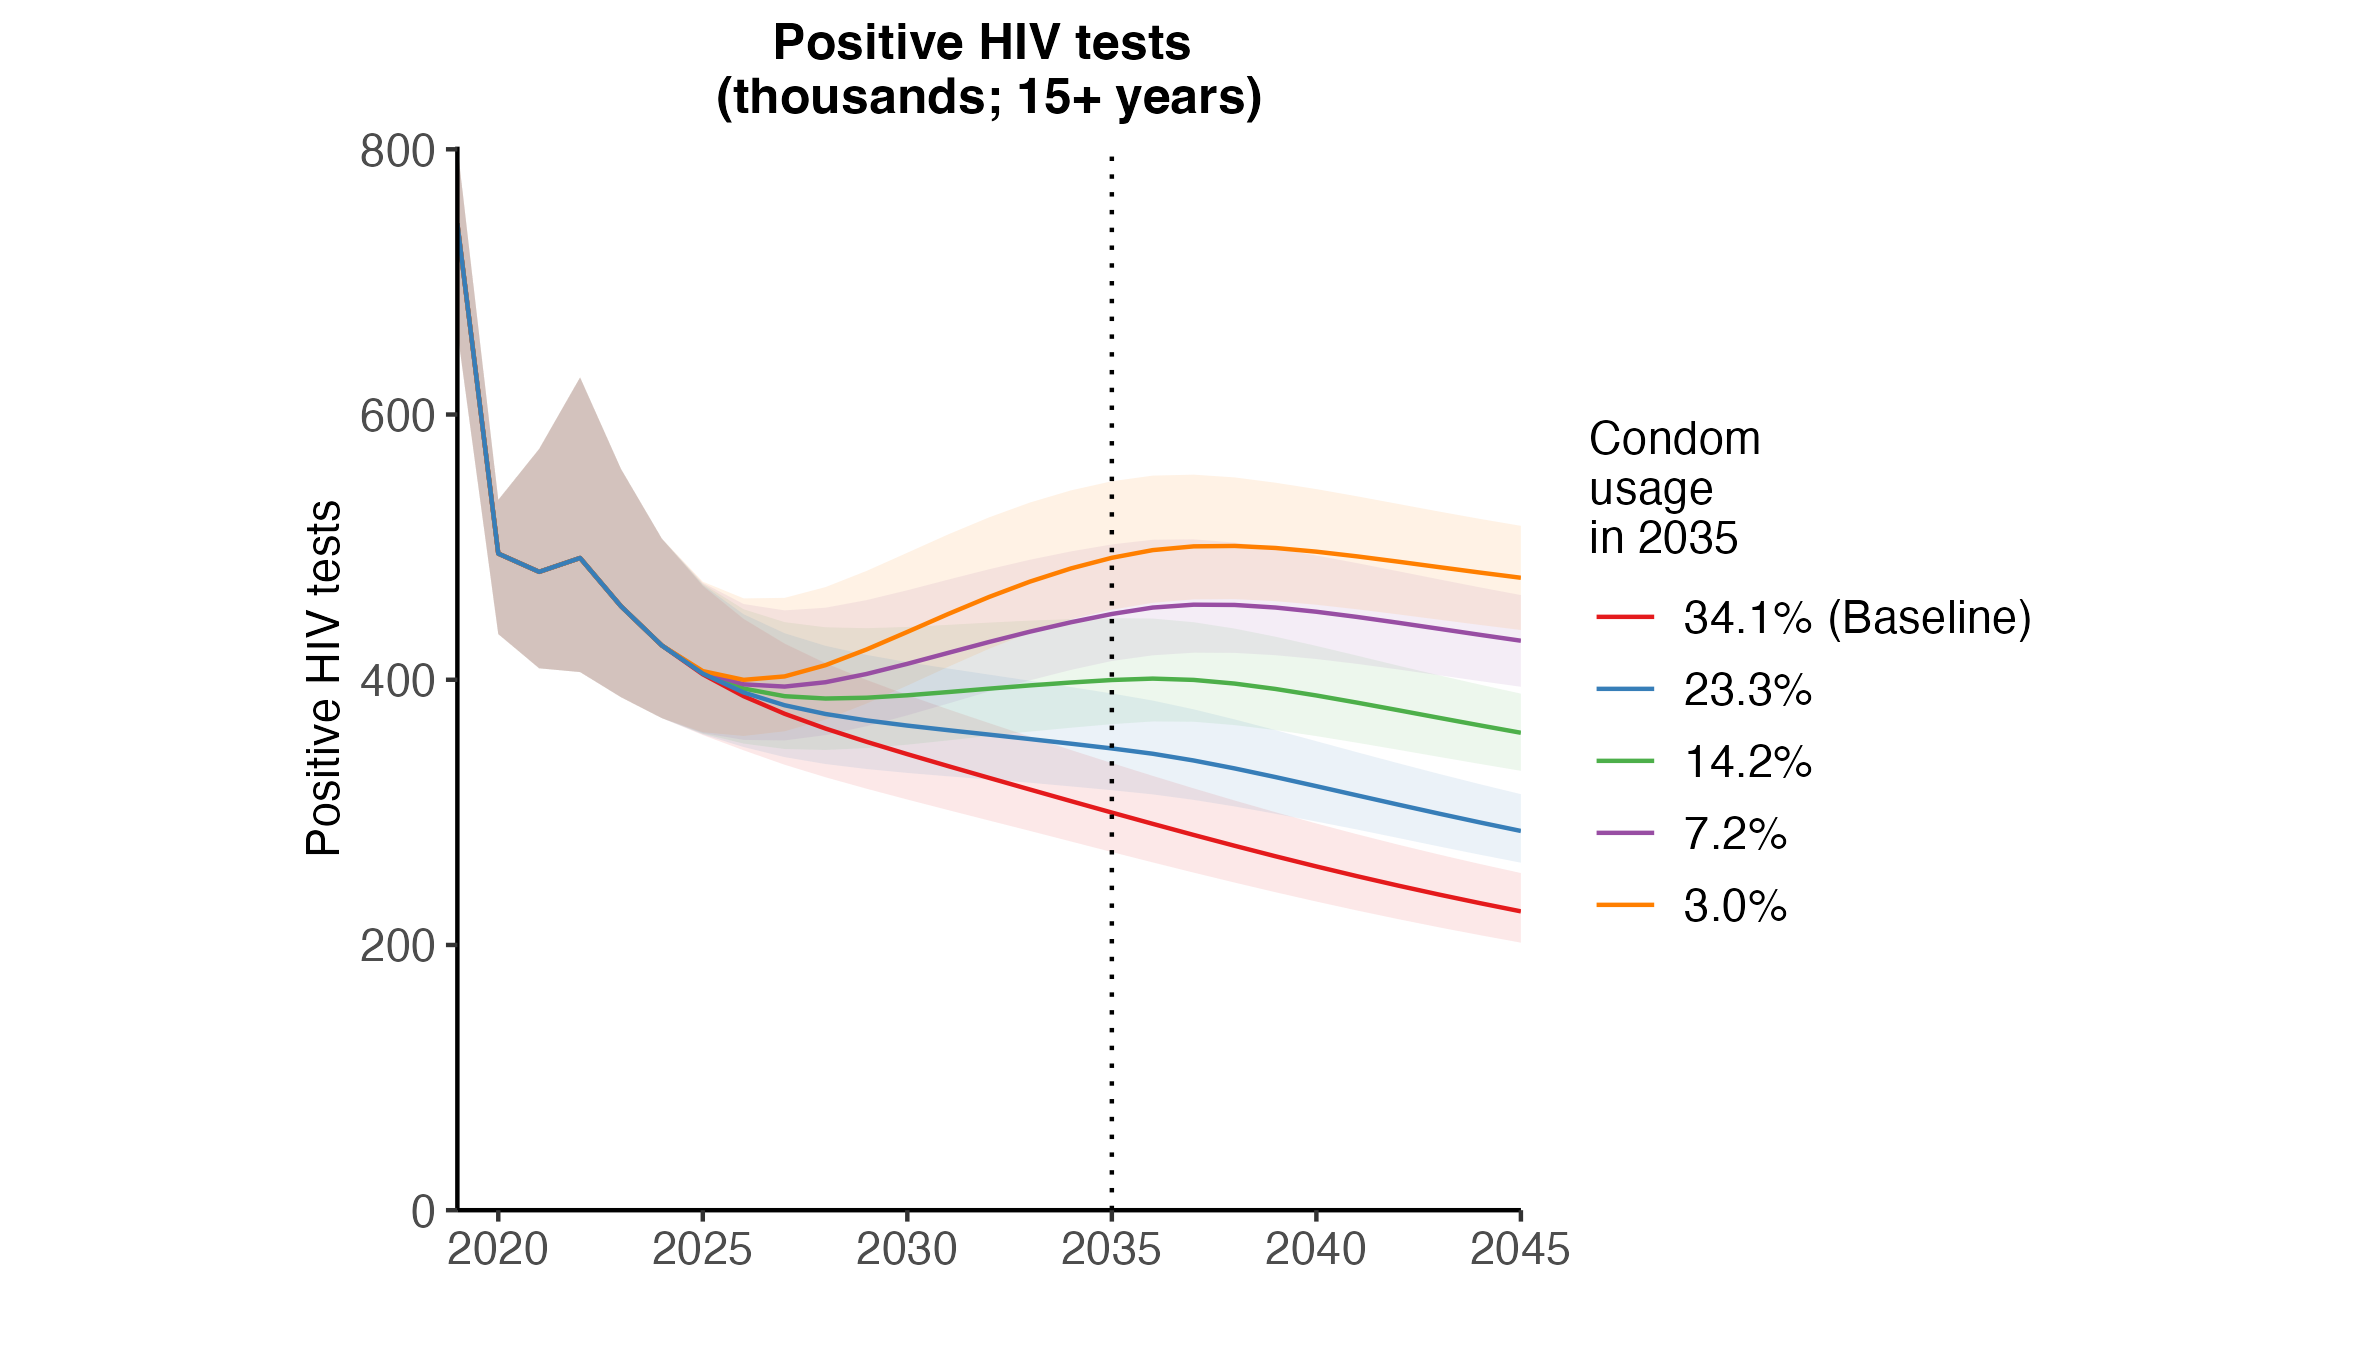 Positive HIV tests
(thousands; 15+ years)
800
600
400
200
0
Positive HIV tests
2020 2025 2030 2035 2040 2045
Condom
usage
in 2035
34.1% (Baseline)
23.3%
14.2%
7.2%
3.0%